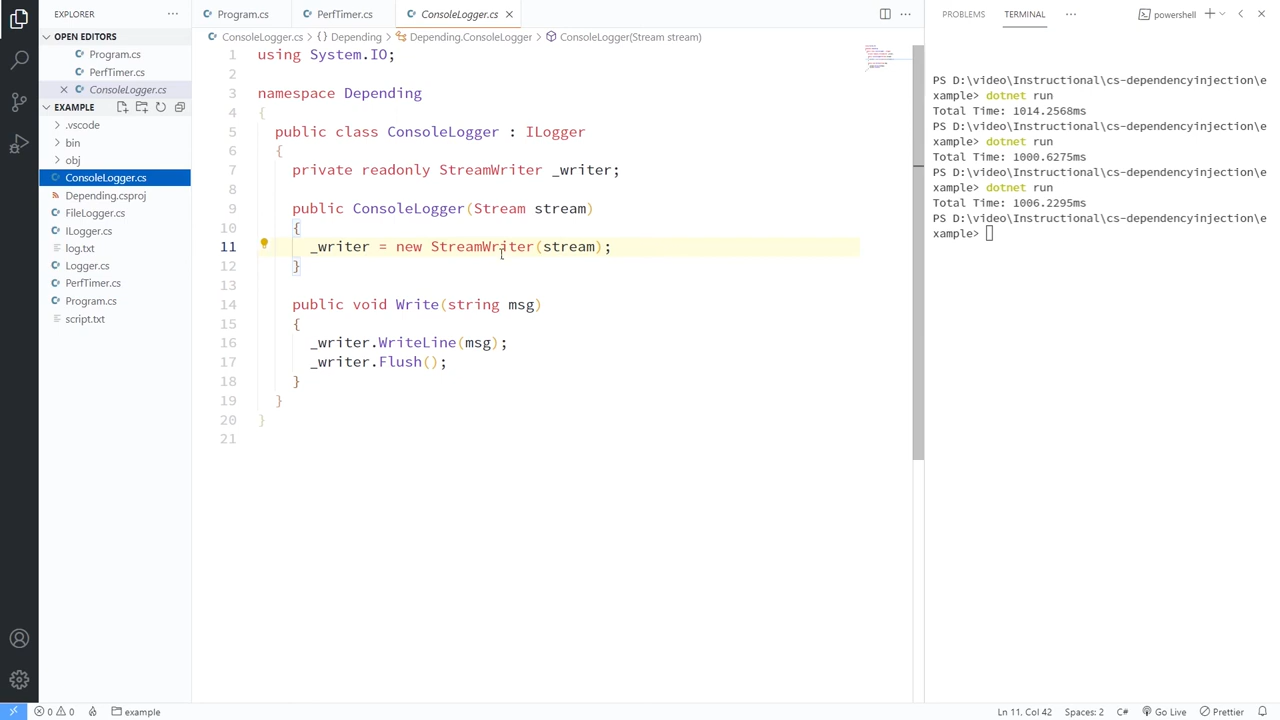 EXPLORER
OPEN EDITORS
Program.cs
PerfTimer.cs
ConsoleLogger.cs
EXAMPLE
.vscode
bin
obj
ConsoleLogger.cs
Depending.csproj
FileLogger.cs
ILogger.cs
log.txt
Logger.cs
PerfTimer.cs
Program.cs
script.txt
Program.cs PerfTimer.cs ConsoleLogger.cs
ConsoleLogger.cs > {} Depending > Depending.ConsoleLogger > ConsoleLogger(Stream stream)
1 using System.IO;
2
3 namespace Depending
4 {
5 public class ConsoleLogger : ILogger
6 {
7 private readonly StreamWriter _writer;
8
9 public ConsoleLogger(Stream stream)
10 {
11 _writer = new StreamWriter(stream);
12 }
13
14 public void Write(string msg)
15 {
16 _writer.WriteLine(msg);
17 _writer.Flush();
18 }
19 }
20 }
21
PROBLEMS TERMINAL ··· powershell
PS D:\video\Instructional\cs-dependencyinjection\e
xample> dotnet run
Total Time: 1014.2568ms
PS D:\video\Instructional\cs-dependencyinjection\e
xample> dotnet run
Total Time: 1000.6275ms
PS D:\video\Instructional\cs-dependencyinjection\e
xample> dotnet run
Total Time: 1006.2295ms
PS D:\video\Instructional\cs-dependencyinjection\e
xample>
0 0 example Ln 11, Col 42 Spaces: 2 C# Go Live Prettier